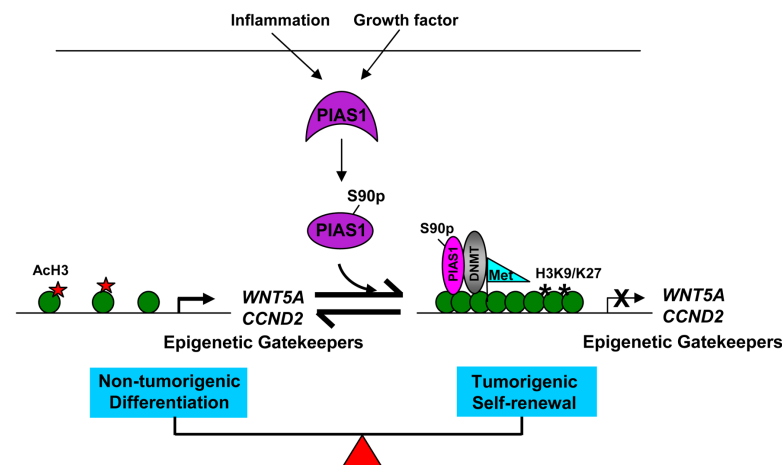 Inflammation
Growth factor
PIAS1
S90p
PIAS1
S90p
PIAS1
DNMT
Met
H3K9/K27
AcH3
X
WNT5A
CCND2
Epigenetic Gatekeepers
WNT5A
CCND2
Epigenetic Gatekeepers
Non-tumorigenic
Differentiation
Tumorigenic
Self-renewal